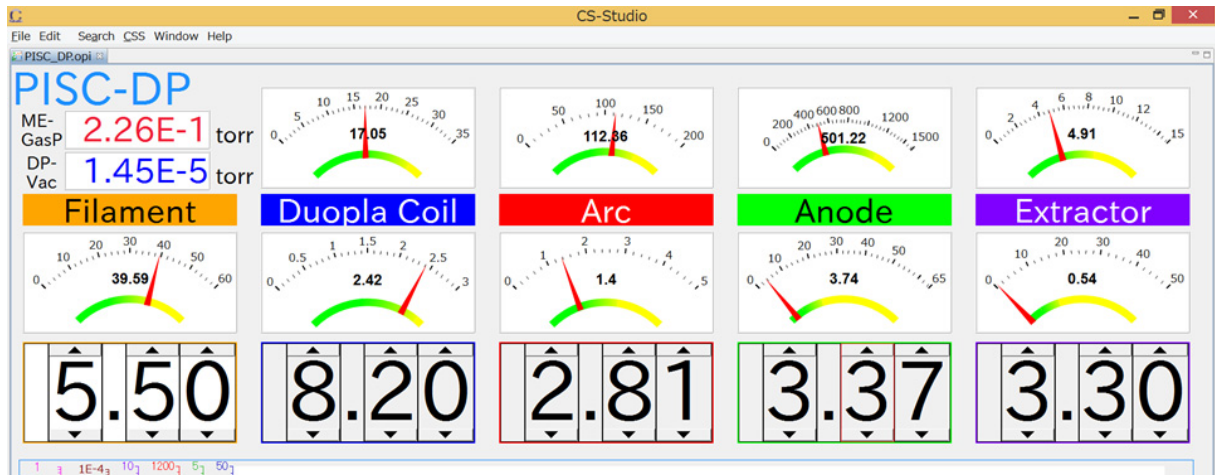 CS-Studio
File Edit Search CSS Window Help
PISC_DP.opi
PISC-DP
ME-GasP 2.26E-1 torr
DP-Vac 1.45E-5 torr
0 5 10 15 20 25 30 35
17.05
0 50 100 150 200
112.86
0 200 400 600 800 1200 1500
501.22
0 2 4 6 8 10 12 15
4.91
Filament Duopla Coil Arc Anode Extractor
0 10 20 30 40 50 60
39.59
0 0.5 1 1.5 2 2.5 3
2.42
0 1 2 3 4 5
1.4
0 10 20 30 40 50 65
3.74
0 10 20 30 40 50
0.54
5.50 8.20 2.81 3.37 3.30
1 1E-4 10 1200 5 50